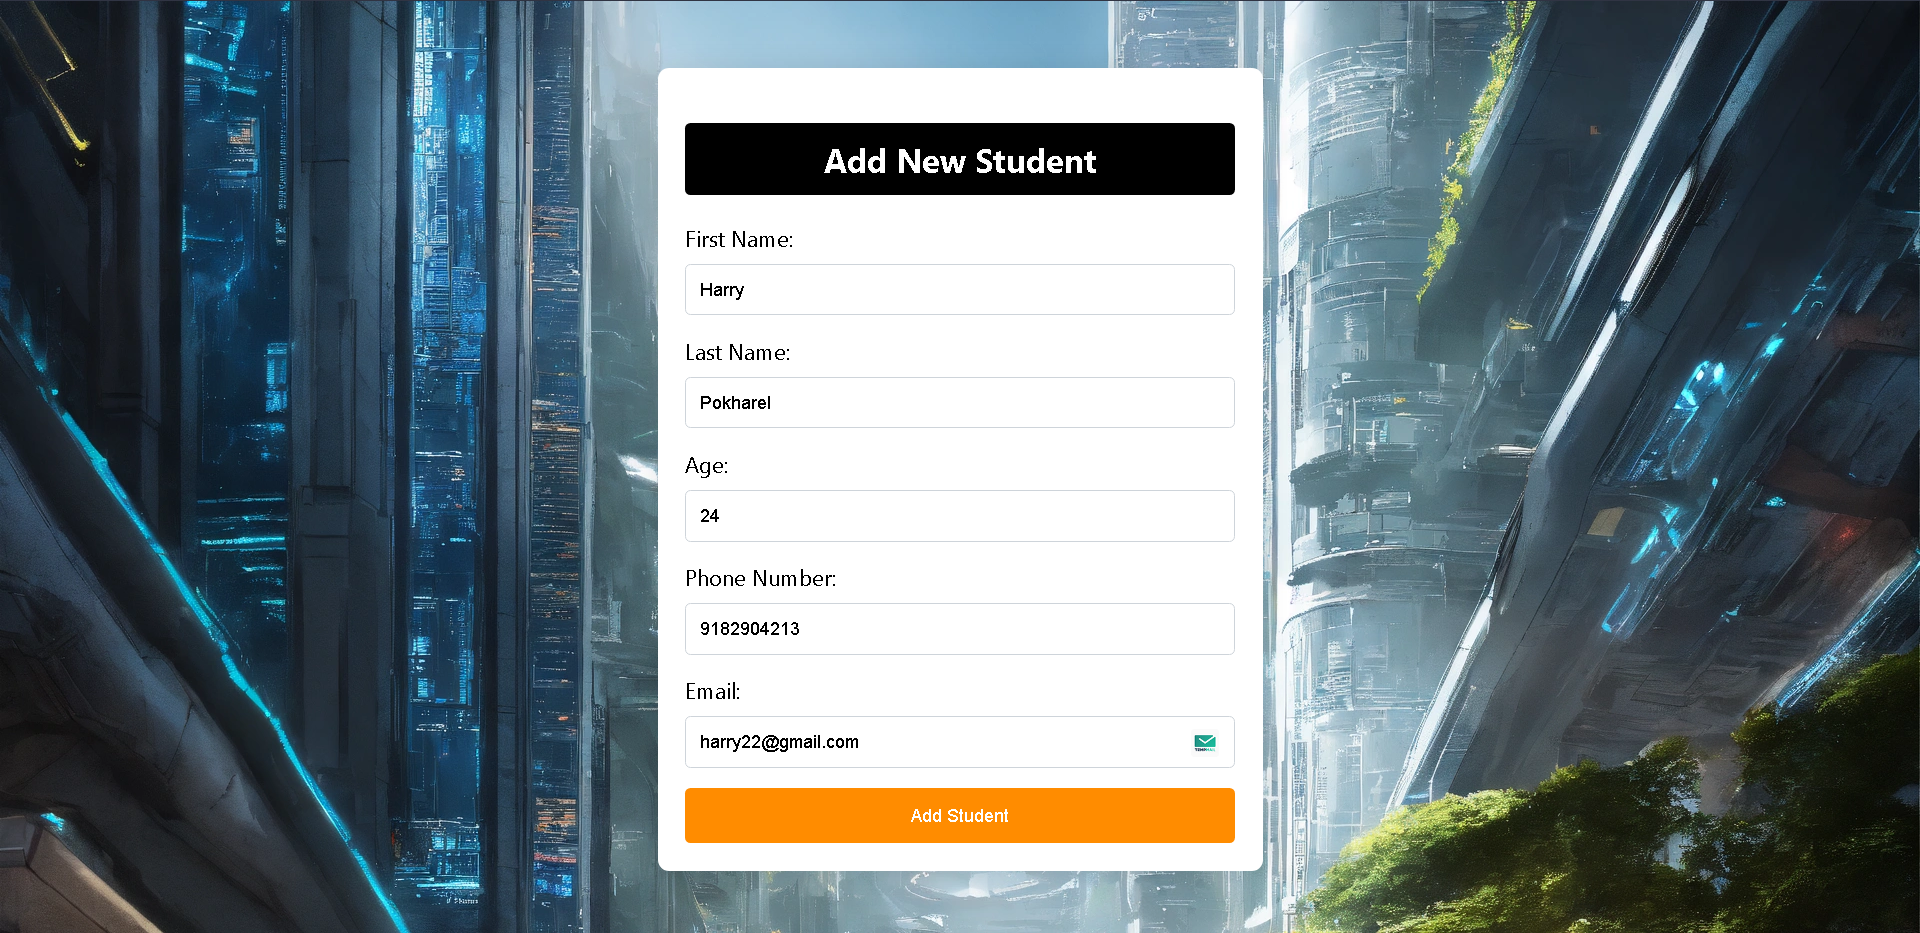 Add New Student
First Name:
Harry
Last Name:
Pokharel
Age:
24
Phone Number:
9182904213
Email:
harry22@gmail.com
Add Student